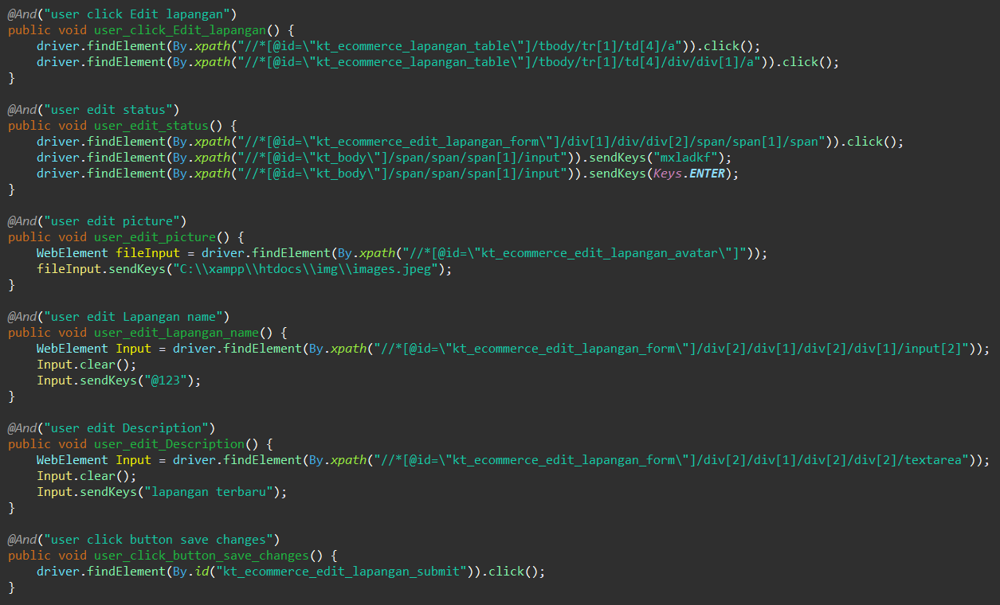 @And("user click Edit lapangan")
public void user_click_Edit_lapangan() {
    driver.findElement(By.xpath("//*[@id=\"kt_ecommerce_lapangan_table\"]/tbody/tr[1]/td[4]/a")).click();
    driver.findElement(By.xpath("//*[@id=\"kt_ecommerce_lapangan_table\"]/tbody/tr[1]/td[4]/div/div[1]/a")).click();
}

@And("user edit status")
public void user_edit_status() {
    driver.findElement(By.xpath("//*[@id=\"kt_ecommerce_edit_lapangan_form\"]/div[1]/div/div[2]/span/span[1]/span")).click();
    driver.findElement(By.xpath("//*[@id=\"kt_body\"]/span/span/span[1]/input")).sendKeys("mxladkf");
    driver.findElement(By.xpath("//*[@id=\"kt_body\"]/span/span/span[1]/input")).sendKeys(Keys.ENTER);
}

@And("user edit picture")
public void user_edit_picture() {
    WebElement fileInput = driver.findElement(By.xpath("//*[@id=\"kt_ecommerce_edit_lapangan_avatar\"]"));
    fileInput.sendKeys("C:\\xampp\\htdocs\\img\\images.jpeg");
}

@And("user edit Lapangan name")
public void user_edit_Lapangan_name() {
    WebElement Input = driver.findElement(By.xpath("//*[@id=\"kt_ecommerce_edit_lapangan_form\"]/div[2]/div[1]/div[2]/div[1]/input[2]"));
    Input.clear();
    Input.sendKeys("@123");
}

@And("user edit Description")
public void user_edit_Description() {
    WebElement Input = driver.findElement(By.xpath("//*[@id=\"kt_ecommerce_edit_lapangan_form\"]/div[2]/div[1]/div[2]/div[2]/textarea"));
    Input.clear();
    Input.sendKeys("lapangan terbaru");
}

@And("user click button save changes")
public void user_click_button_save_changes() {
    driver.findElement(By.id("kt_ecommerce_edit_lapangan_submit")).click();
}